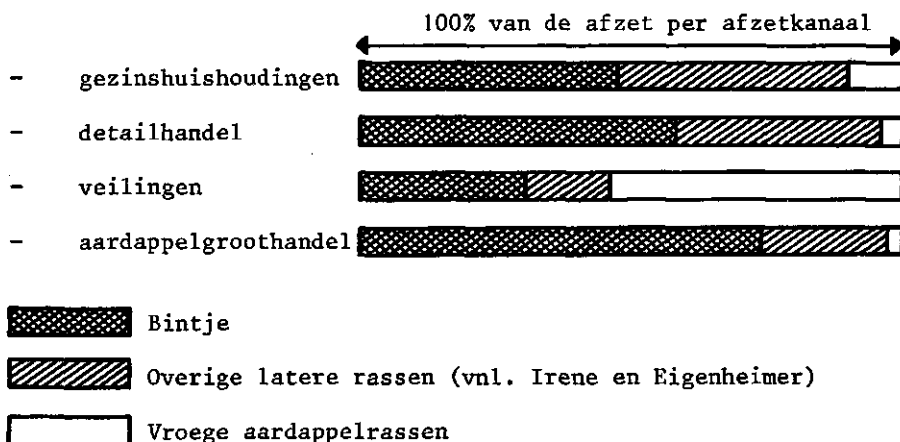 100% van de afzet per afzetkanaal
- gezinshuishoudingen
- detailhandel
- veilingen
- aardappelgroothandel
Bintje
Overige latere rassen (vnl. Irene en Eigenheimer)
Vroege aardappelrassen